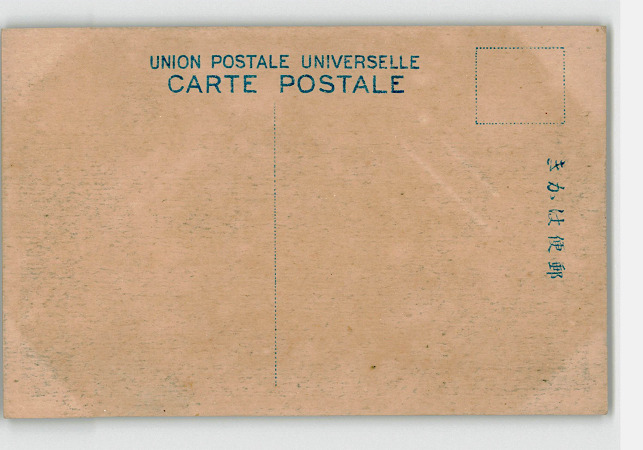 UNION POSTALE UNIVERSELLE
CARTE POSTALE
きかは便郵